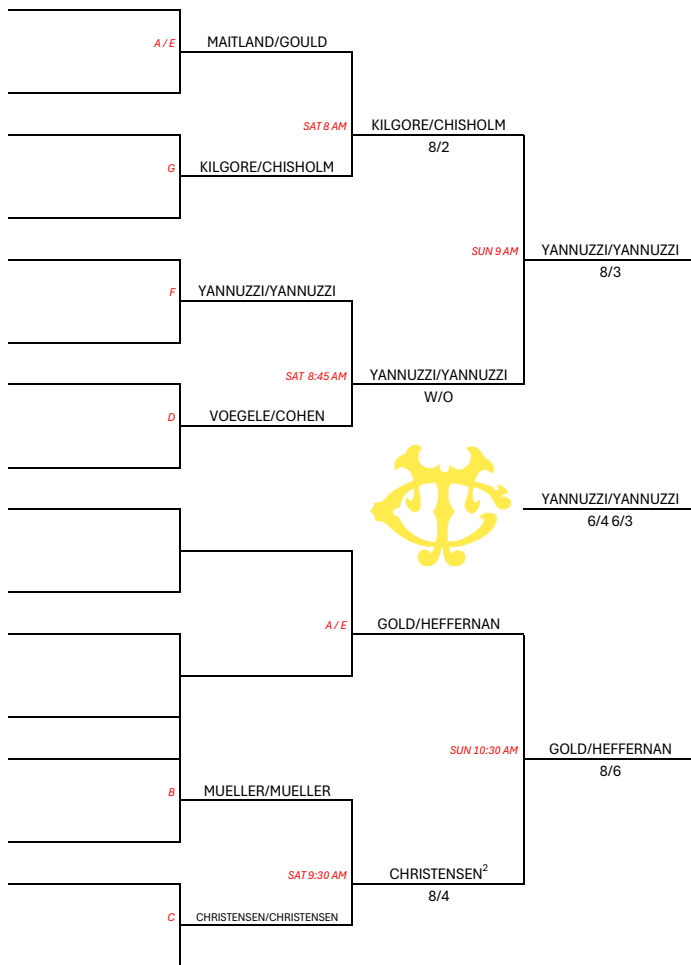 A / E MAITLAND/GOULD
SAT 8 AM KILGORE/CHISHOLM
8/2
G KILGORE/CHISHOLM
SUN 9 AM YANNUZZI/YANNUZZI
8/3
F YANNUZZI/YANNUZZI
SAT 8:45 AM YANNUZZI/YANNUZZI
W/O
D VOEGELE/COHEN
YANNUZZI/YANNUZZI
6/4 6/3
A / E GOLD/HEFFERNAN
SUN 10:30 AM GOLD/HEFFERNAN
8/6
B MUELLER/MUELLER
SAT 9:30 AM CHRISTENSEN²
8/4
C CHRISTENSEN/CHRISTENSEN